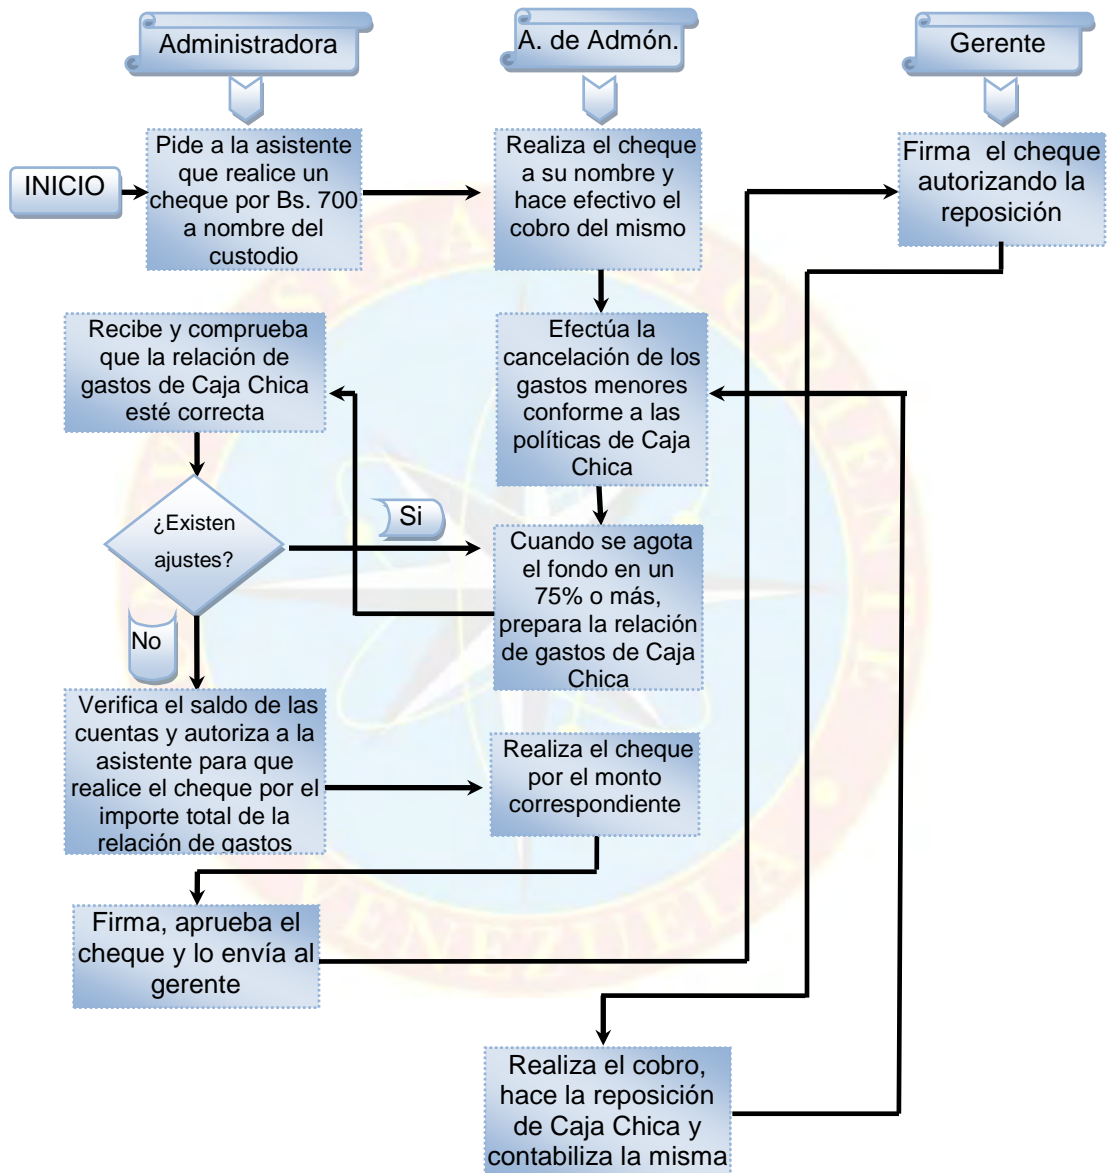 Administradora
A. de Admón.
Gerente
INICIO
Pide a la asistente
que realice un
cheque por Bs. 700
a nombre del
custodio
Realiza el cheque
a su nombre y
hace efectivo el
cobro del mismo
Firma el cheque
autorizando la
reposición
Recibe y comprueba
que la relación de
gastos de Caja Chica
esté correcta
Efectúa la
cancelación de los
gastos menores
conforme a las
políticas de Caja
Chica
¿Existen
ajustes?
Si
Cuando se agota
el fondo en un
75% o más,
prepara la relación
de gastos de Caja
Chica
No
Verifica el saldo de las
cuentas y autoriza a la
asistente para que
realice el cheque por el
importe total de la
relación de gastos
Realiza el cheque
por el monto
correspondiente
Firma, aprueba el
cheque y lo envía al
gerente
Realiza el cobro,
hace la reposición
de Caja Chica y
contabiliza la misma
VENEZUELA